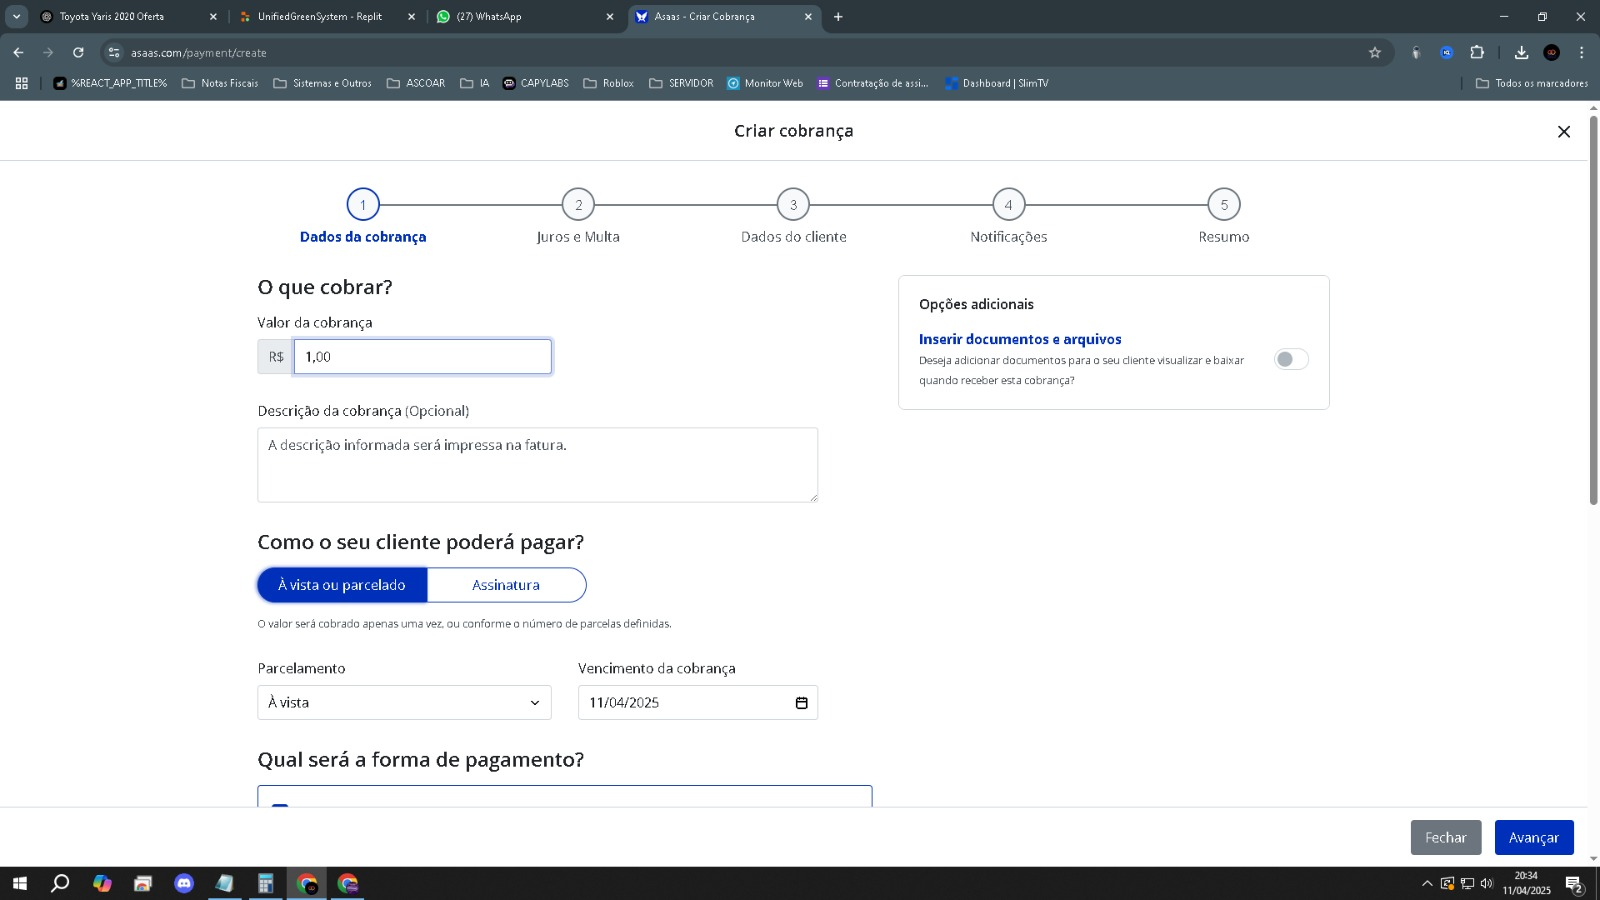 Toyota Yaris 2020 Oferta
UnifiedGreenSystem - Replit
(27) WhatsApp
Asaas - Criar Cobrança
asaas.com/payment/create
%REACT_APP_TITLE%
Notas Fiscais
Sistemas e Outros
ASCOAR
IA
CAPYLABS
Roblox
SERVIDOR
Monitor Web
Contratação de assi...
Dashboard | SlimTV
Todos os marcadores
Criar cobrança
1
2
3
4
5
Dados da cobrança
Juros e Multa
Dados do cliente
Notificações
Resumo
O que cobrar?
Valor da cobrança
R$ 1,00
Descrição da cobrança (Opcional)
A descrição informada será impressa na fatura.
Opções adicionais
Inserir documentos e arquivos
Deseja adicionar documentos para o seu cliente visualizar e baixar
quando receber esta cobrança?
Como o seu cliente poderá pagar?
À vista ou parcelado
Assinatura
O valor será cobrado apenas uma vez, ou conforme o número de parcelas definidas.
Parcelamento
Vencimento da cobrança
À vista
11/04/2025
Qual será a forma de pagamento?
Fechar
Avançar
20:34
11/04/2025
2